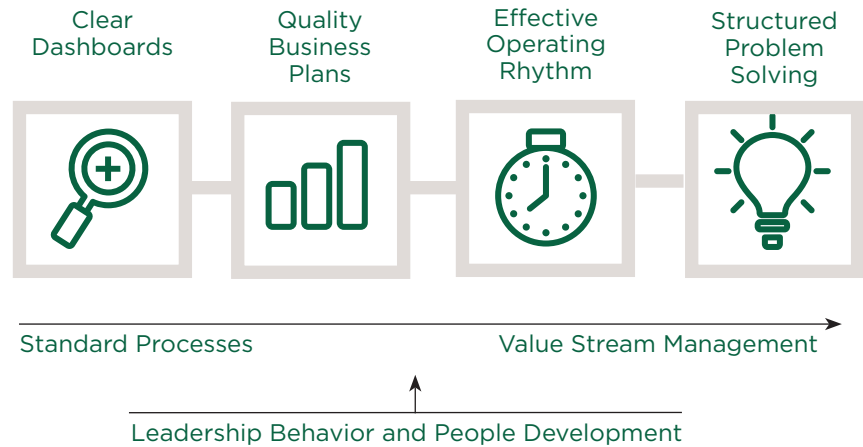 Clear
Dashboards
Quality
Business
Plans
Effective
Operating
Rhythm
Structured
Problem
Solving
Standard Processes
Value Stream Management
Leadership Behavior and People Development